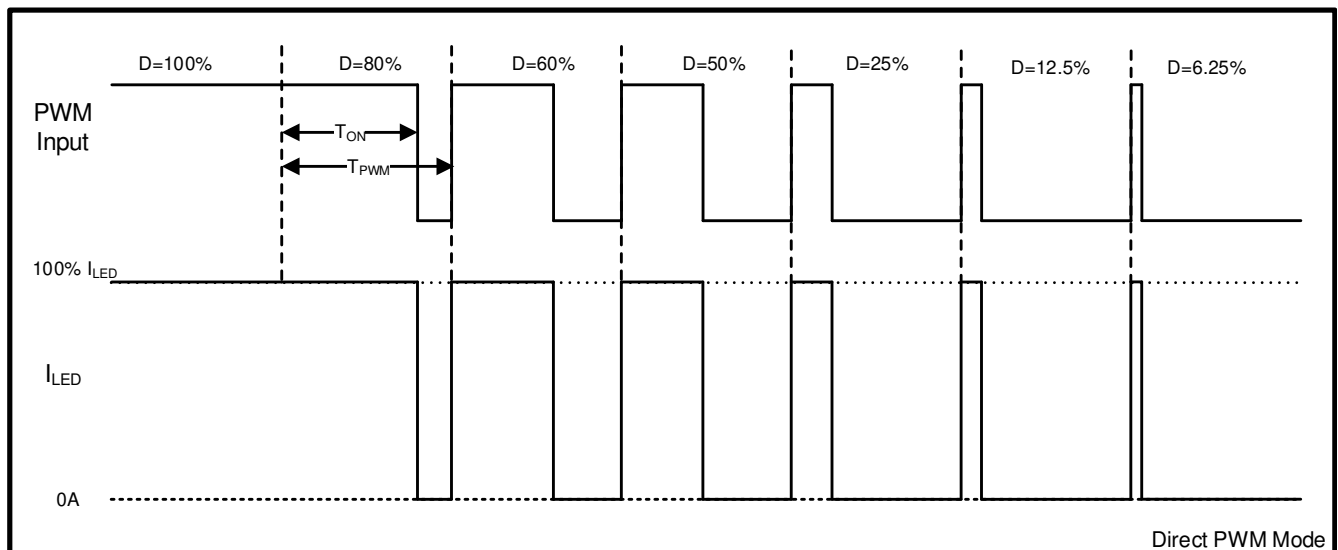 D=100%
D=80%
D=60%
D=50%
D=25%
D=12.5%
D=6.25%
PWM
Input
TON
TPWM
100% ILED
ILED
0A
Direct PWM Mode